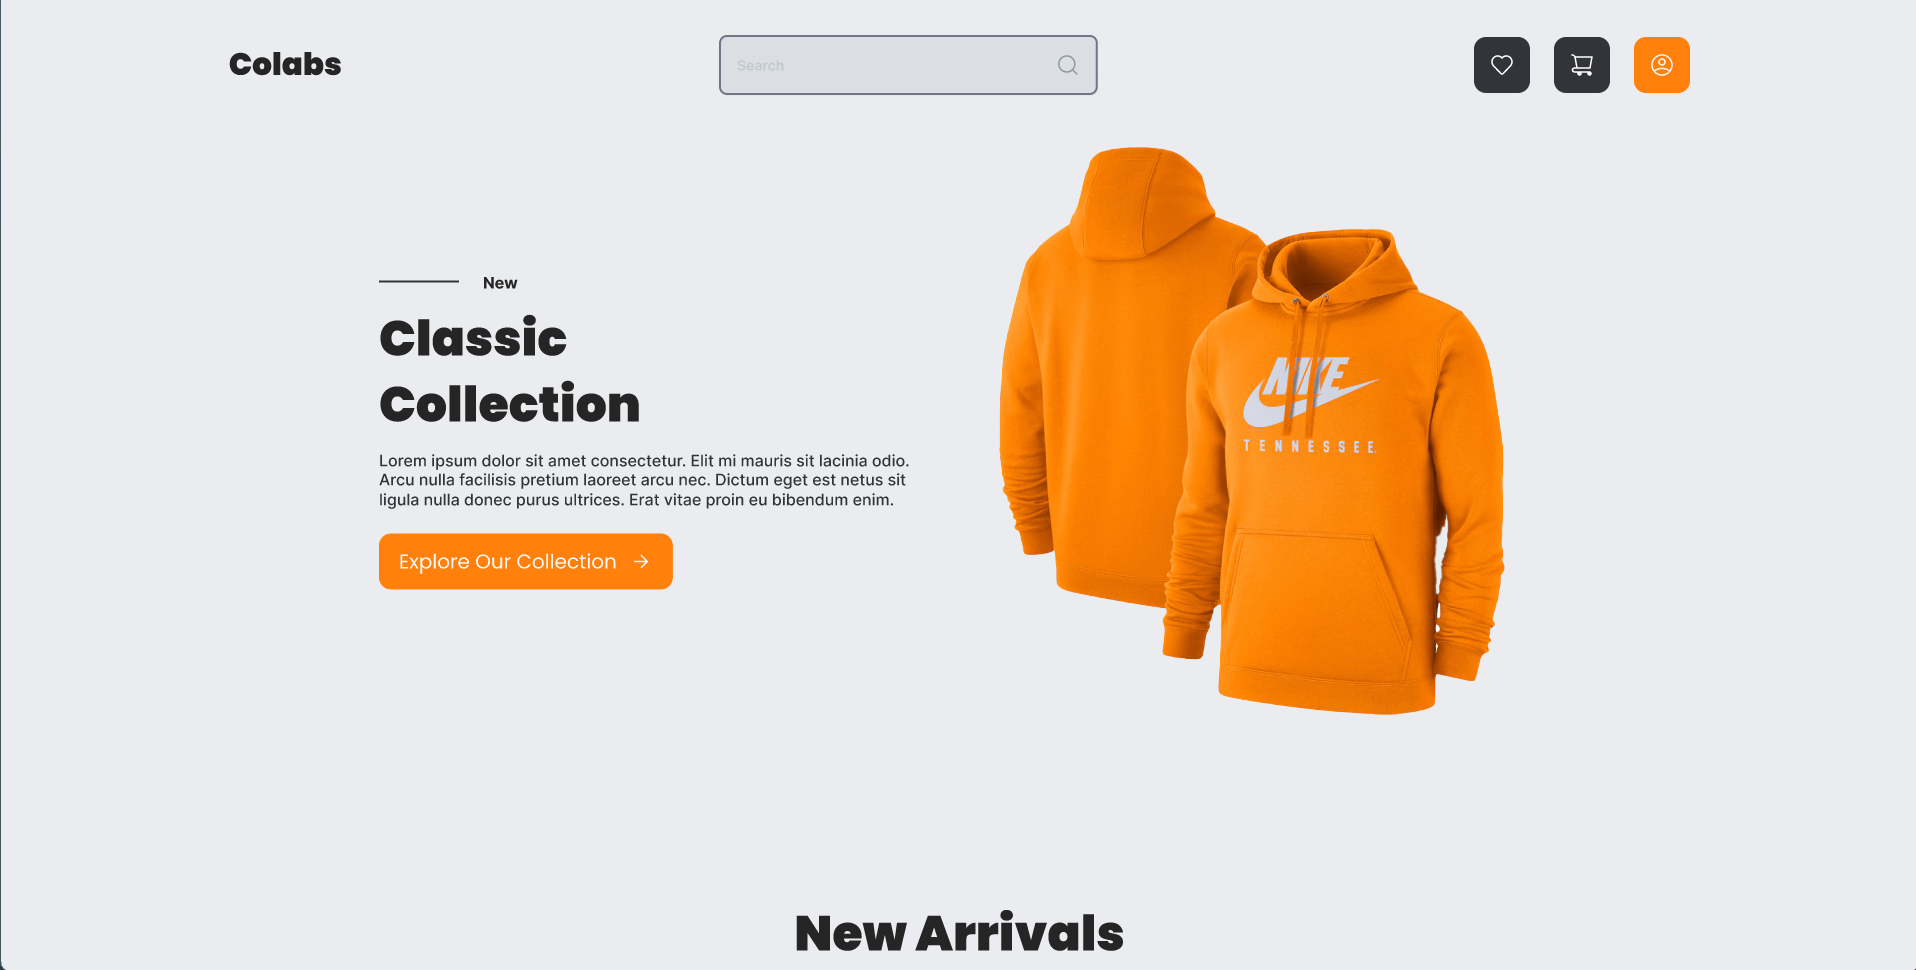 Colabs
Search
New
Classic
Collection
Lorem ipsum dolor sit amet consectetur. Elit mi mauris sit lacinia odio.
Arcu nulla facilisis pretium laoreet arcu nec. Dictum eget est netus sit
ligula nulla donec purus ultrices. Erat vitae proin eu bibendum enim.
Explore Our Collection
NIKE
TENNESSEE
New Arrivals